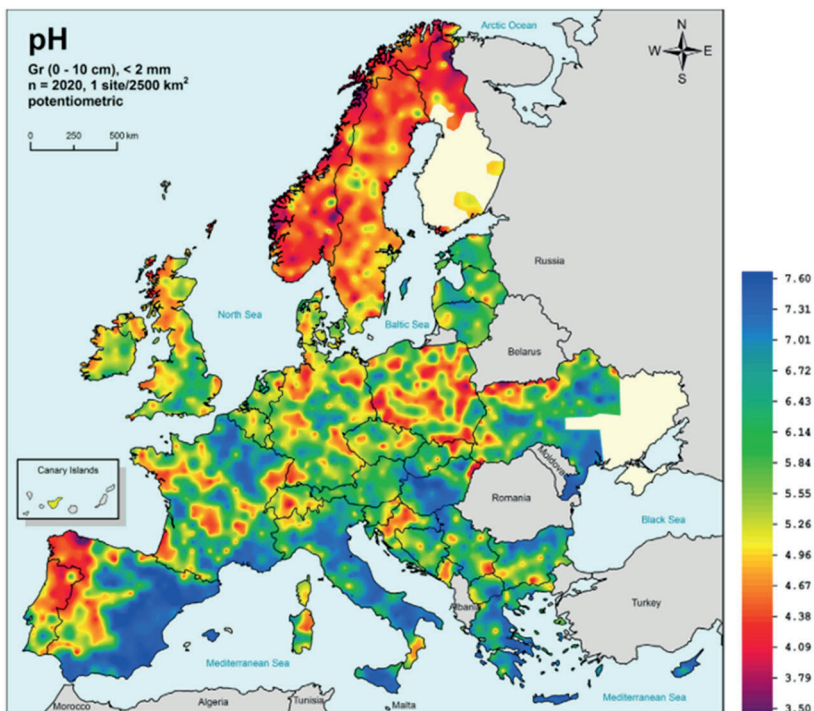 pH
Gr (0 - 10 cm), < 2 mm
n = 2020, 1 site/2500 km²
potentiometric
0 250 500 km
Arctic Ocean
N
W E
S
Russia
North Sea
Baltic Sea
Belarus
Canary Islands
Moldova
Romania
Black Sea
Albania
Turkey
Mediterranean Sea
Mediterranean Sea
Morocco
Algeria
Tunisia
Malta
7.60
7.31
7.01
6.72
6.43
6.14
5.84
5.55
5.26
4.96
4.67
4.38
4.09
3.79
3.50